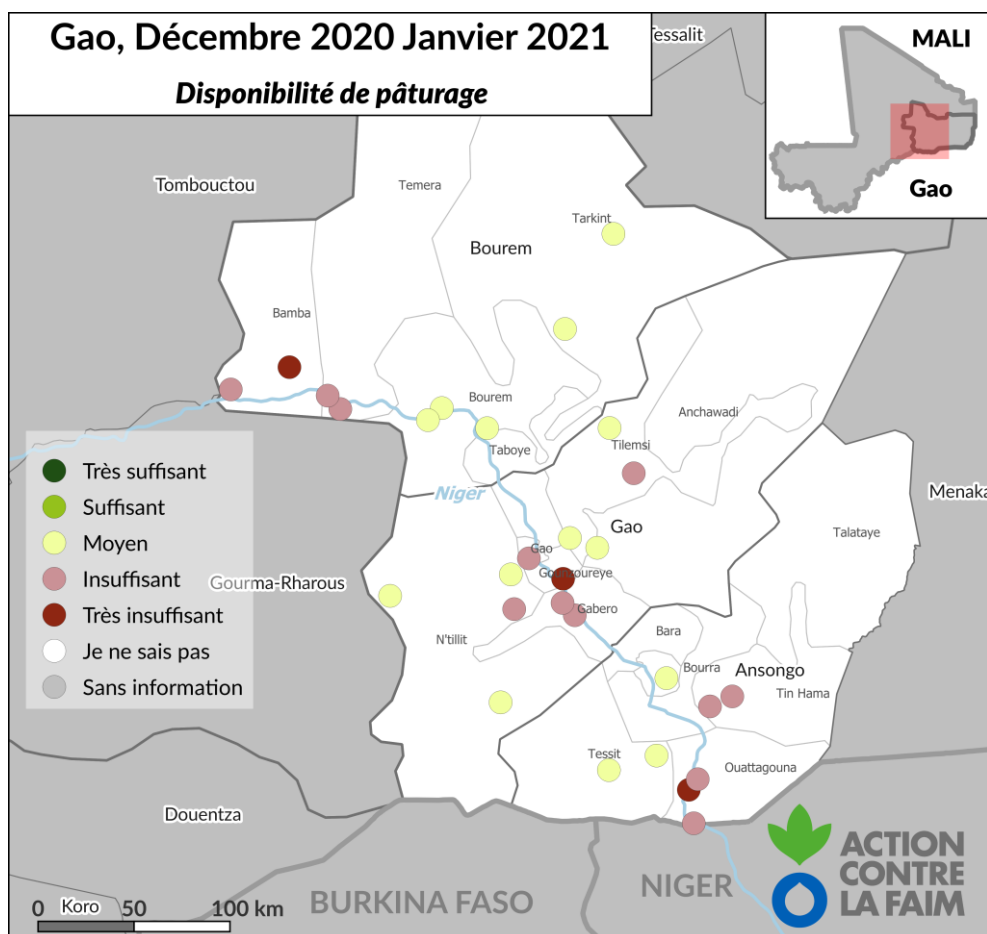 Gao, Décembre 2020 Janvier 2021
Disponibilité de pâturage
Tessalit
MALI
Gao
Tombouctou
Temera
Tarkint
Bourem
Bamba
Bourem
Anchawadi
Taboye
Tilemsi
Niger
Menaka
Talataye
Gao
Gao
Gourma-Rharous
Gabero
N'tillit
Bara
Bourra
Ansongo
Tin Hama
Tessit
Ouattagouna
Douentza
Très suffisant
Suffisant
Moyen
Insuffisant
Très insuffisant
Je ne sais pas
Sans information
Koro
0 50 100 km
BURKINA FASO
NIGER
ACTION
CONTRE
LA FAIM